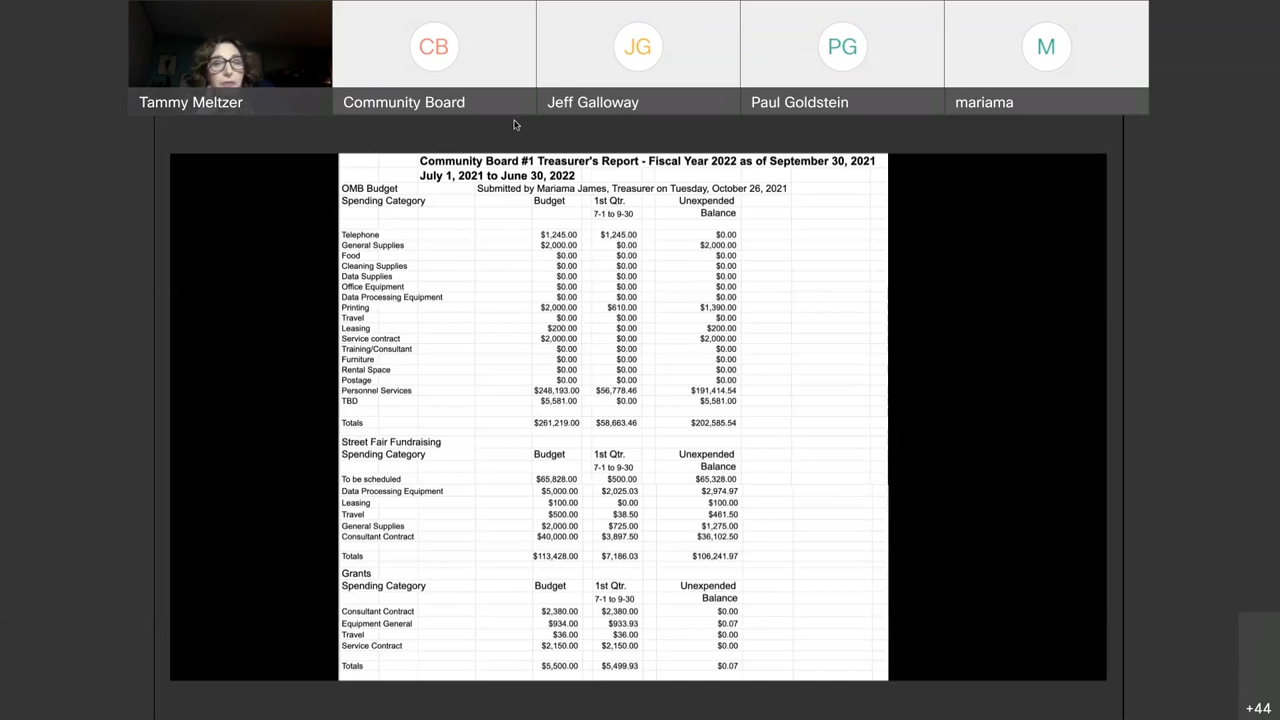 CB JG PG M
Tammy Meltzer Community Board Jeff Galloway Paul Goldstein mariama
Community Board #1 Treasurer's Report - Fiscal Year 2022 as of September 30, 2021
July 1, 2021 to June 30, 2022
OMB Budget Submitted by Mariama James, Treasurer on Tuesday, October 26, 2021
Spending Category Budget 1st Qtr. Unexpended
7-1 to 9-30 Balance
Telephone $1,245.00 $1,245.00 $0.00
General Supplies $2,000.00 $0.00 $2,000.00
Food $0.00 $0.00 $0.00
Cleaning Supplies $0.00 $0.00 $0.00
Data Supplies $0.00 $0.00 $0.00
Office Equipment $0.00 $0.00 $0.00
Data Processing Equipment $0.00 $0.00 $0.00
Printing $2,000.00 $610.00 $1,390.00
Travel $0.00 $0.00 $0.00
Leasing $200.00 $0.00 $200.00
Service contract $2,000.00 $0.00 $2,000.00
Training/Consultant $0.00 $0.00 $0.00
Furniture $0.00 $0.00 $0.00
Rental Space $0.00 $0.00 $0.00
Postage $0.00 $0.00 $0.00
Personnel Services $248,193.00 $56,778.46 $191,414.54
TBD $5,581.00 $0.00 $5,581.00
Totals $261,219.00 $58,663.46 $202,585.54
Street Fair Fundraising
Spending Category Budget 1st Qtr. Unexpended
7-1 to 9-30 Balance
To be scheduled $65,828.00 $500.00 $65,328.00
Data Processing Equipment $5,000.00 $2,025.03 $2,974.97
Leasing $100.00 $0.00 $100.00
Travel $500.00 $38.50 $461.50
General Supplies $2,000.00 $725.00 $1,275.00
Consultant Contract $40,000.00 $3,897.50 $36,102.50
Totals $113,428.00 $7,186.03 $106,241.97
Grants
Spending Category Budget 1st Qtr. Unexpended
7-1 to 9-30 Balance
Consultant Contract $2,380.00 $2,380.00 $0.00
Equipment General $934.00 $933.93 $0.07
Travel $36.00 $36.00 $0.00
Service Contract $2,150.00 $2,150.00 $0.00
Totals $5,500.00 $5,499.93 $0.07
+44